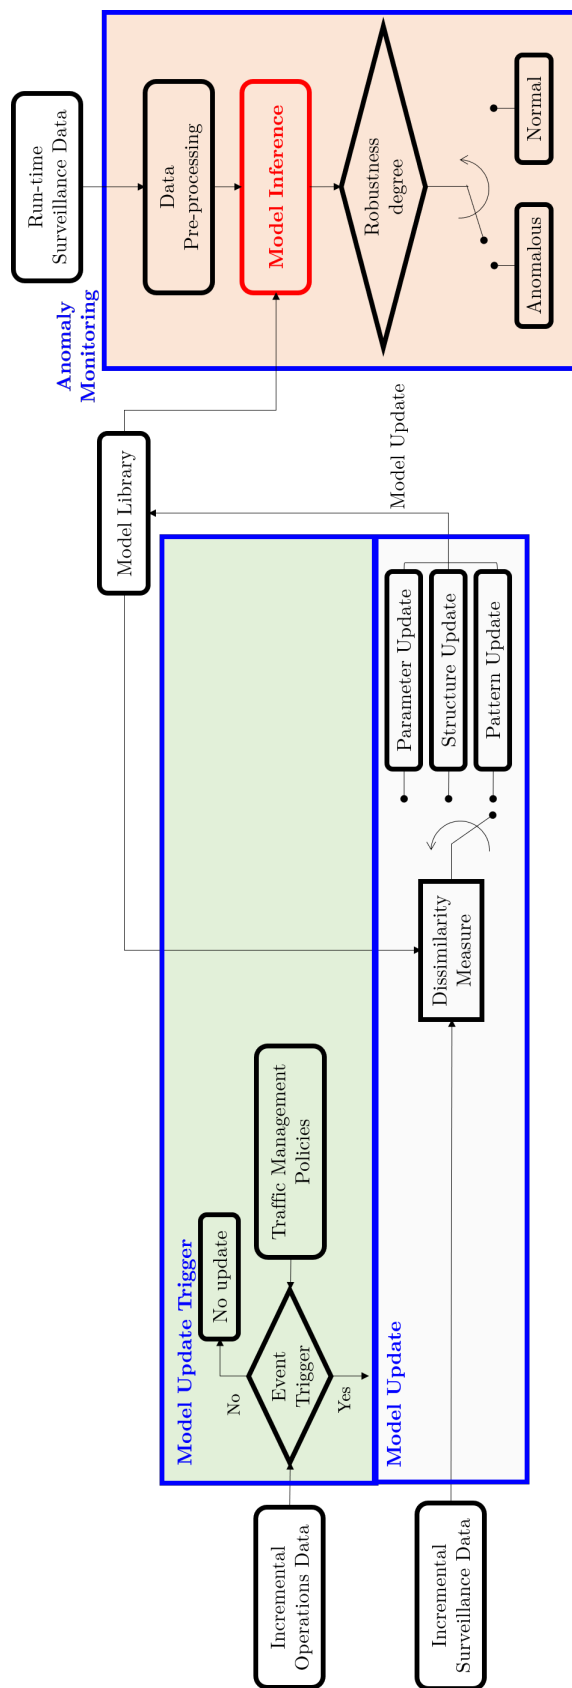 Incremental
Operations Data
Incremental
Surveillance Data
Model Update Trigger
No update
No
Event
Trigger
Yes
Traffic Management
Policies
Model Update
Dissimilarity
Measure
Parameter Update
Structure Update
Pattern Update
Model Library
Model Update
Anomaly
Monitoring
Run-time
Surveillance Data
Data
Pre-processing
Model Inference
Robustness
degree
Anomalous
Normal